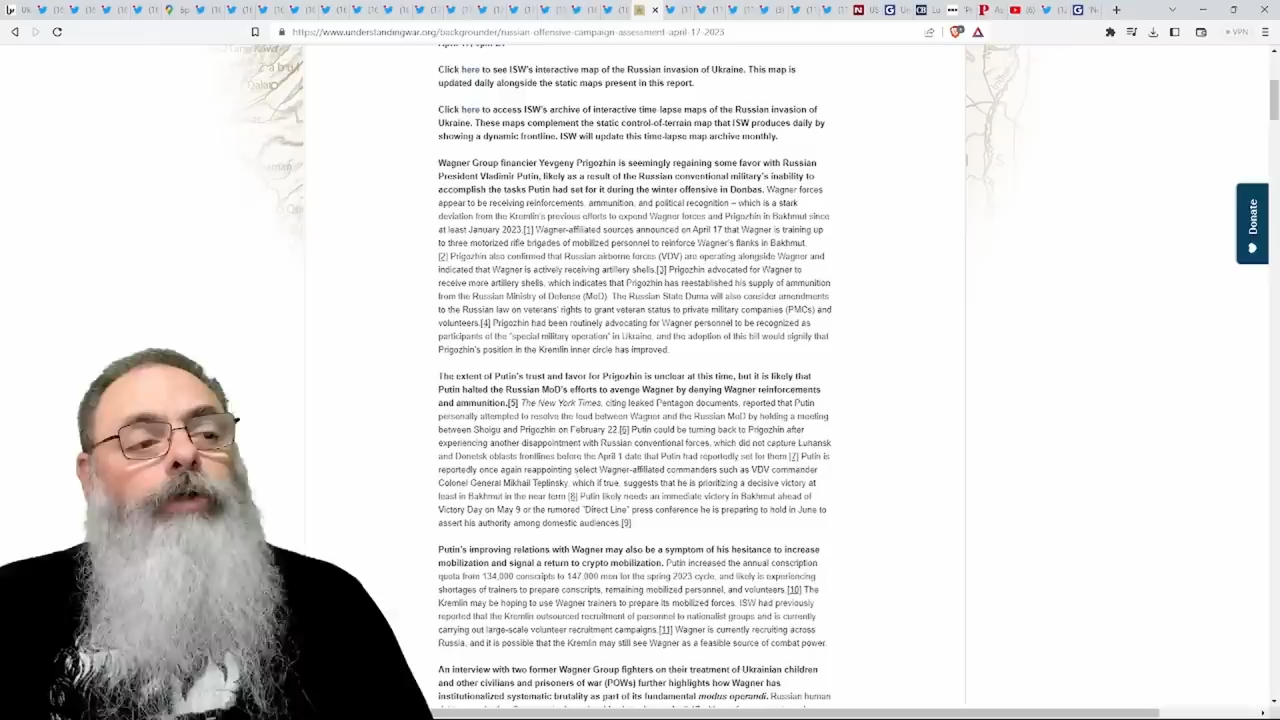 https://www.understandingwar.org/backgrounder/russian-offensive-campaign-assessment-april-17-2023
VPN
Click here to see ISW's interactive map of the Russian invasion of Ukraine. This map is
updated daily alongside the static maps present in this report.
Click here to access ISW's archive of interactive time-lapse maps of the Russian invasion of
Ukraine. These maps complement the static control-of-terrain map that ISW produces daily by
showing a dynamic frontline. ISW will update this time-lapse map archive monthly.
Wagner Group financier Yevgeny Prigozhin is seemingly regaining some favor with Russian
President Vladimir Putin, likely as a result of the Russian conventional military's inability to
accomplish the tasks Putin had set for it during the winter offensive in Donbas. Wagner forces
appear to be receiving reinforcements, ammunition, and political recognition – which is a stark
deviation from the Kremlin's previous efforts to expend Wagner forces and Prigozhin in Bakhmut since
at least January 2023.[1] Wagner-affiliated sources announced on April 17 that Wagner is training up
to three motorized rifle brigades of mobilized personnel to reinforce Wagner's flanks in Bakhmut.
[2] Prigozhin also confirmed that Russian airborne forces (VDV) are operating alongside Wagner and
indicated that Wagner is actively receiving artillery shells.[3] Prigozhin advocated for Wagner to
receive more artillery shells, which indicates that Prigozhin has reestablished his supply of ammunition
from the Russian Ministry of Defense (MoD). The Russian State Duma will also consider amendments
to the Russian law on veterans' rights to grant veteran status to private military companies (PMCs) and
volunteers.[4] Prigozhin had been routinely advocating for Wagner personnel to be recognized as
participants of the "special military operation" in Ukraine, and the adoption of this bill would signify that
Prigozhin's position in the Kremlin inner circle has improved.
The extent of Putin's trust and favor for Prigozhin is unclear at this time, but it is likely that
Putin halted the Russian MoD's efforts to avenge Wagner by denying Wagner reinforcements
and ammunition.[5] The New York Times, citing leaked Pentagon documents, reported that Putin
personally attempted to resolve the feud between Wagner and the Russian MoD by holding a meeting
between Shoigu and Prigozhin on February 22.[6] Putin could be turning back to Prigozhin after
experiencing another disappointment with Russian conventional forces, which did not capture Luhansk
and Donetsk oblasts frontlines before the April 1 date that Putin had reportedly set for them.[7] Putin is
reportedly once again reappointing select Wagner-affiliated commanders such as VDV commander
Colonel General Mikhail Teplinsky, which if true, suggests that he is prioritizing a decisive victory at
least in Bakhmut in the near term.[8] Putin likely needs an immediate victory in Bakhmut ahead of
Victory Day on May 9 or the rumored "Direct Line" press conference he is preparing to hold in June to
assert his authority among domestic audiences.[9]
Putin's improving relations with Wagner may also be a symptom of his hesitance to increase
mobilization and signal a return to crypto mobilization. Putin increased the annual conscription
quota from 134,000 conscripts to 147,000 men for the spring 2023 cycle, and likely is experiencing
shortages of trainers to prepare conscripts, remaining mobilized personnel, and volunteers.[10] The
Kremlin may be hoping to use Wagner trainers to prepare its mobilized forces. ISW had previously
reported that the Kremlin outsourced recruitment of personnel to nationalist groups and is currently
carrying out large-scale volunteer recruitment campaigns.[11] Wagner is currently recruiting across
Russia, and it is possible that the Kremlin may still see Wagner as a feasible source of combat power.
An interview with two former Wagner Group fighters on their treatment of Ukrainian children
and other civilians and prisoners of war (POWs) further highlights how Wagner has
institutionalized systematic brutality as part of its fundamental modus operandi. Russian human
Donate